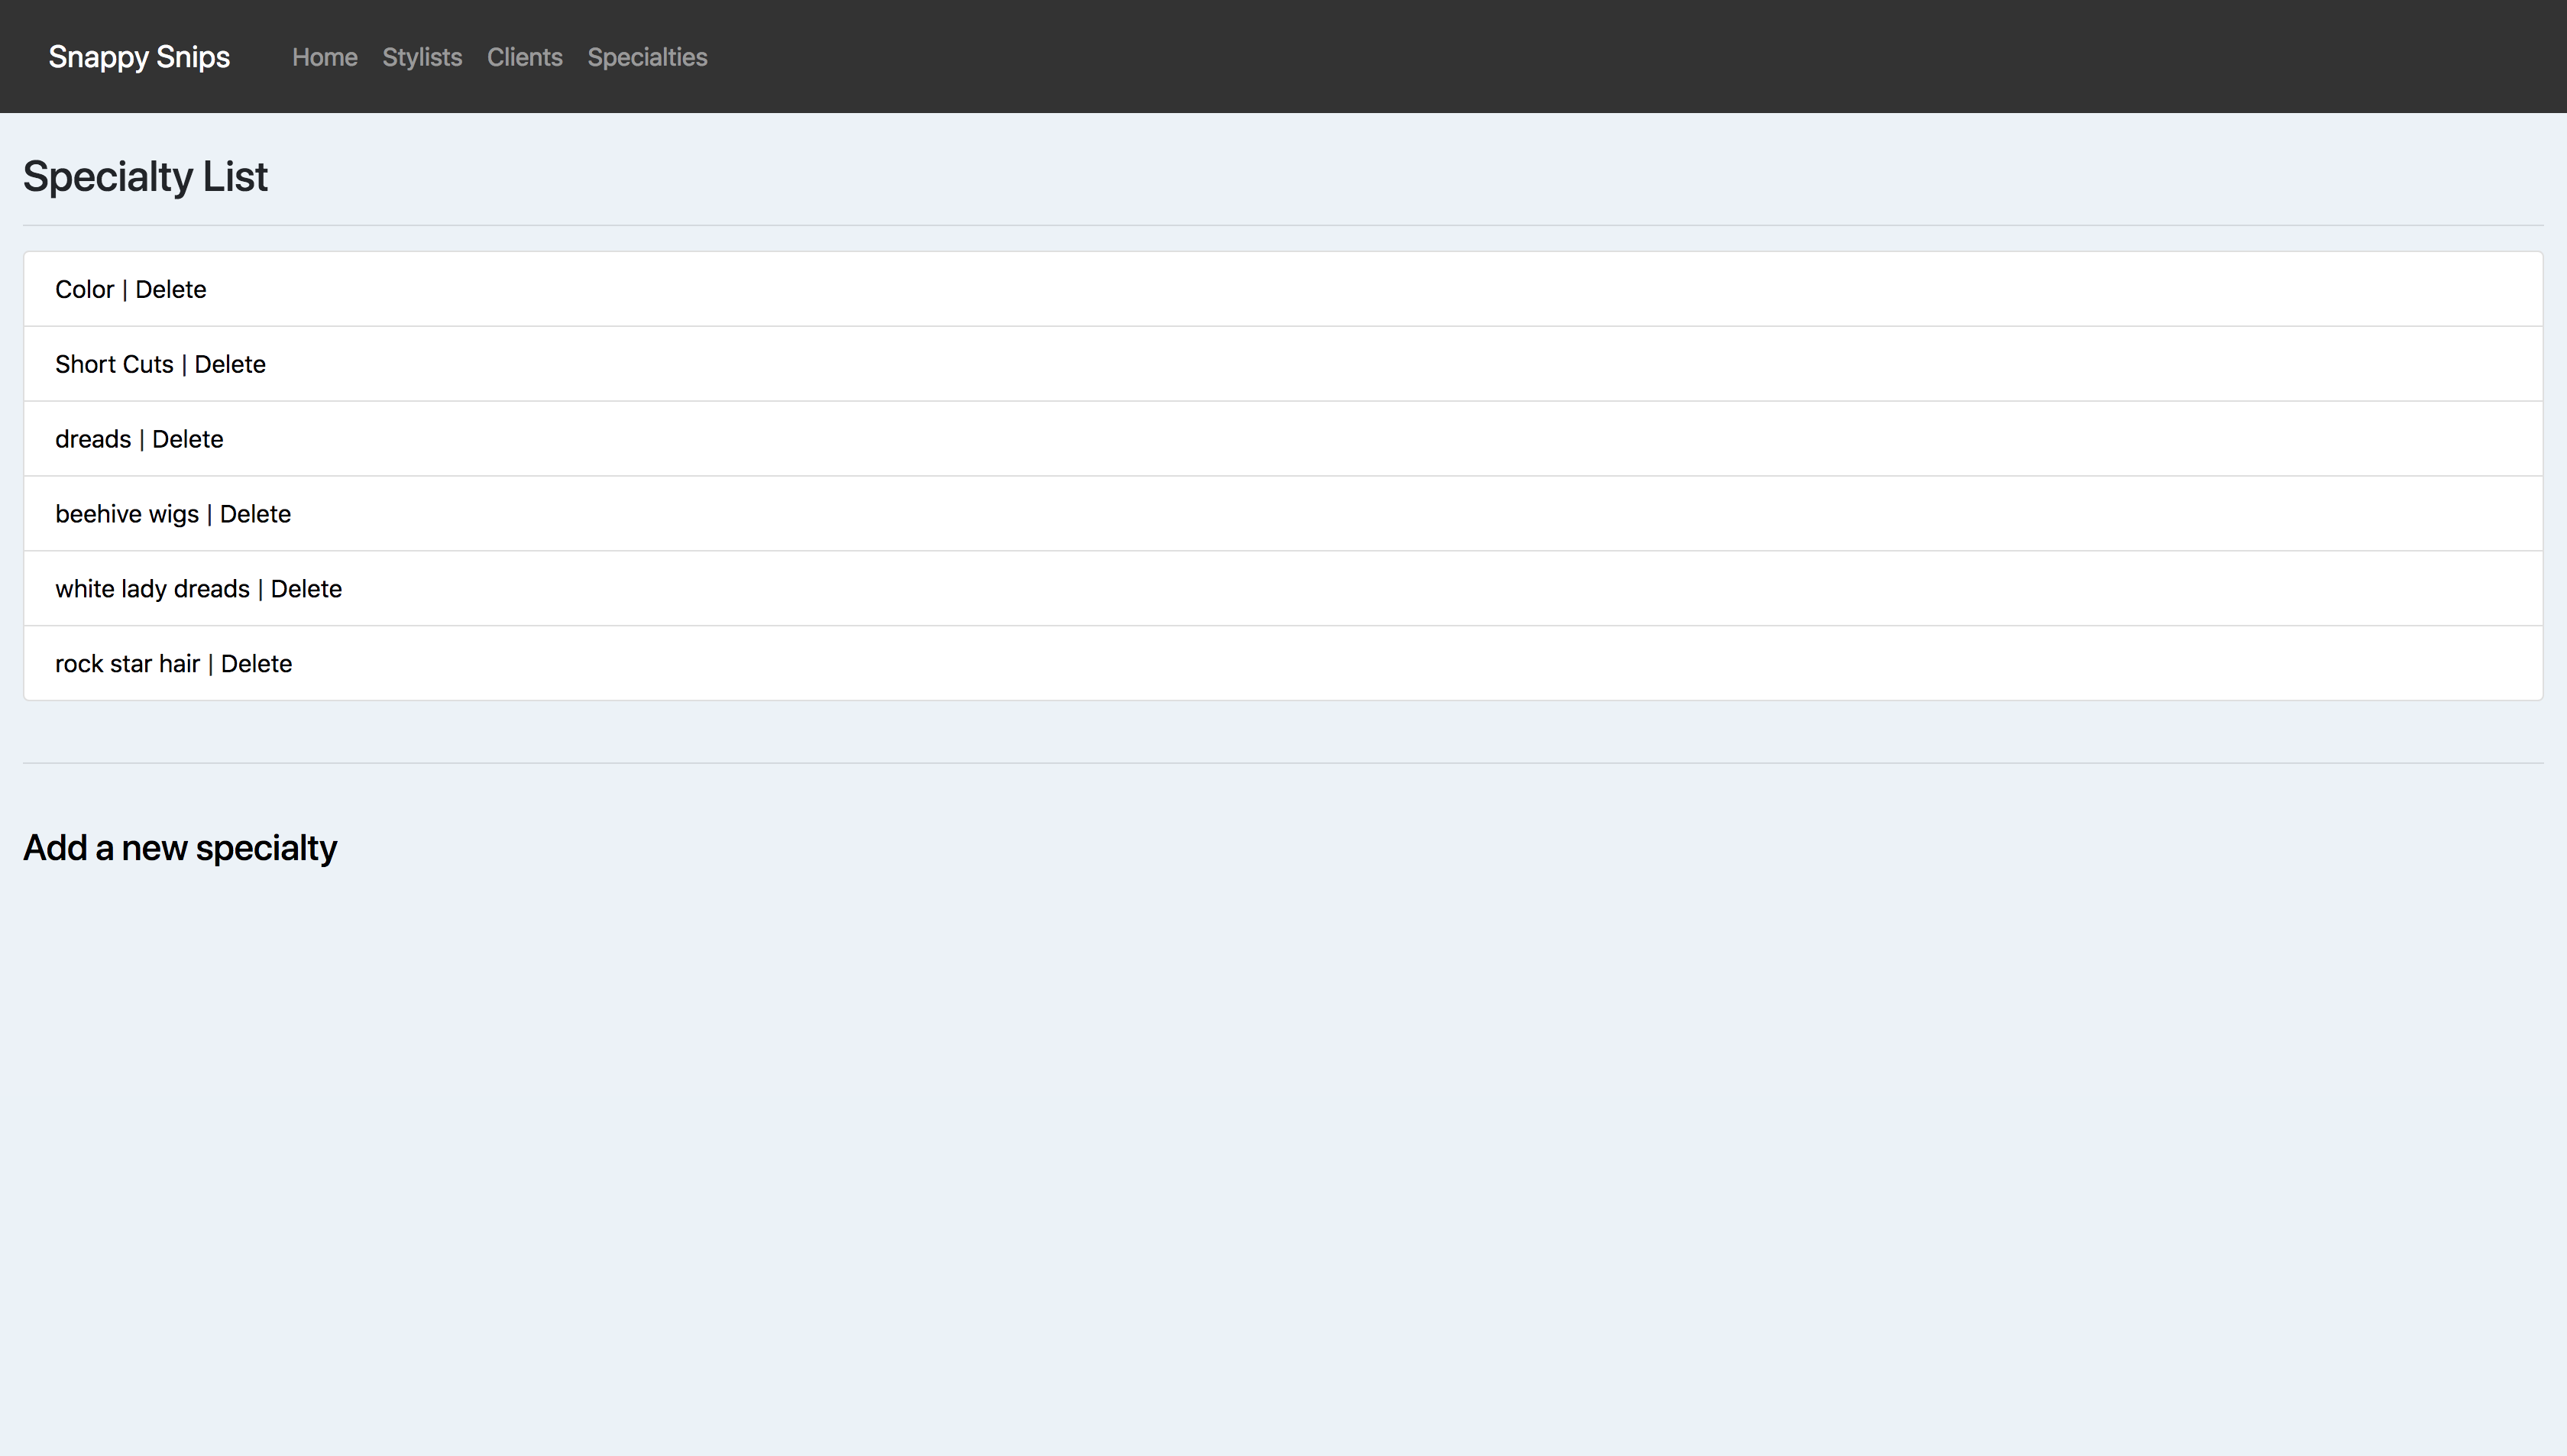 Snappy Snips Home Stylists Clients Specialties
Specialty List
Color | Delete
Short Cuts | Delete
dreads | Delete
beehive wigs | Delete
white lady dreads | Delete
rock star hair | Delete
Add a new specialty